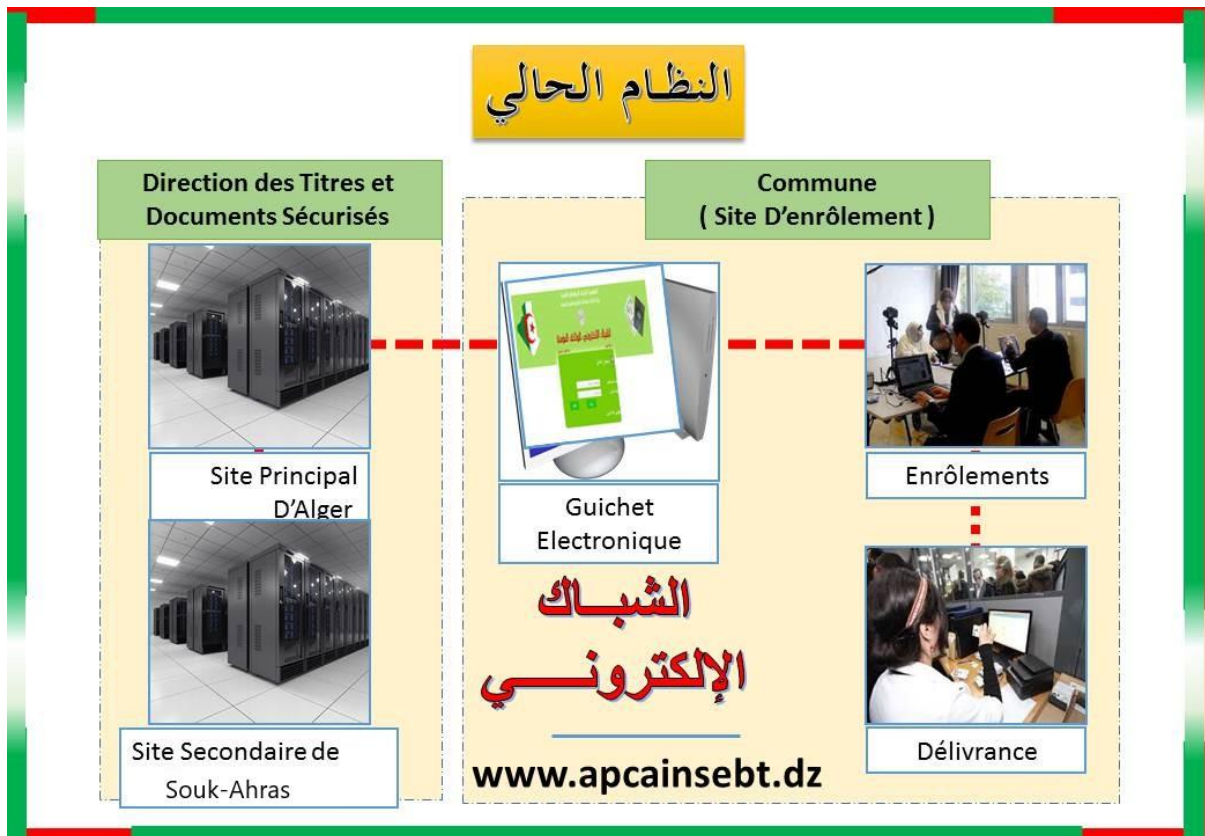 النظام الحالي
Direction des Titres et
Documents Sécurisés
Commune
( Site D’enrôlement )
Site Principal
D’Alger
Site Secondaire de
Souk-Ahras
Guichet
Electronique
الشبـــاك
الإلكترونـــــي
www.apcainsebt.dz
Enrôlements
Délivrance